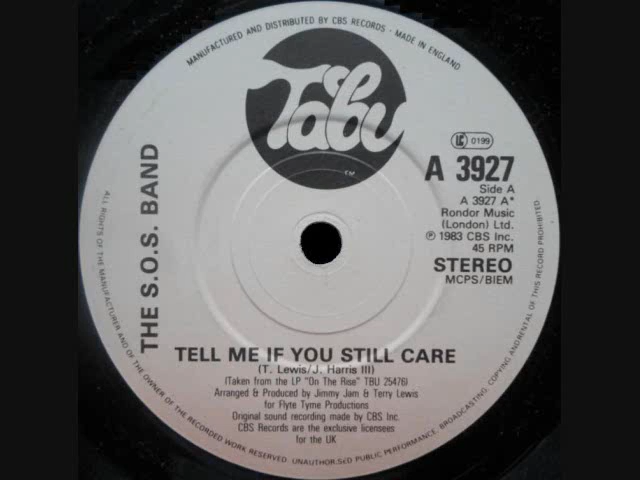 MANUFACTURED AND DISTRIBUTED BY CBS RECORDS - MADE IN ENGLAND
Tabu
TM
LC 0199
A 3927
Side A
A 3927 A*
Rondor Music
(London) Ltd.
℗ 1983 CBS Inc.
45 RPM
STEREO
MCPS/BIEM
THE S.O.S. BAND
TELL ME IF YOU STILL CARE
(T. Lewis/J. Harris III)
(Taken from the LP "On The Rise" TBU 25476)
Arranged & Produced by Jimmy Jam & Terry Lewis
for Flyte Tyme Productions
Original sound recording made by CBS Inc.
CBS Records are the exclusive licensees
for the UK
ALL RIGHTS OF THE MANUFACTURER AND OF THE OWNER OF THE RECORDED WORK RESERVED. UNAUTHORISED PUBLIC PERFORMANCE, BROADCASTING, COPYING AND RENTAL OF THIS RECORD PROHIBITED.